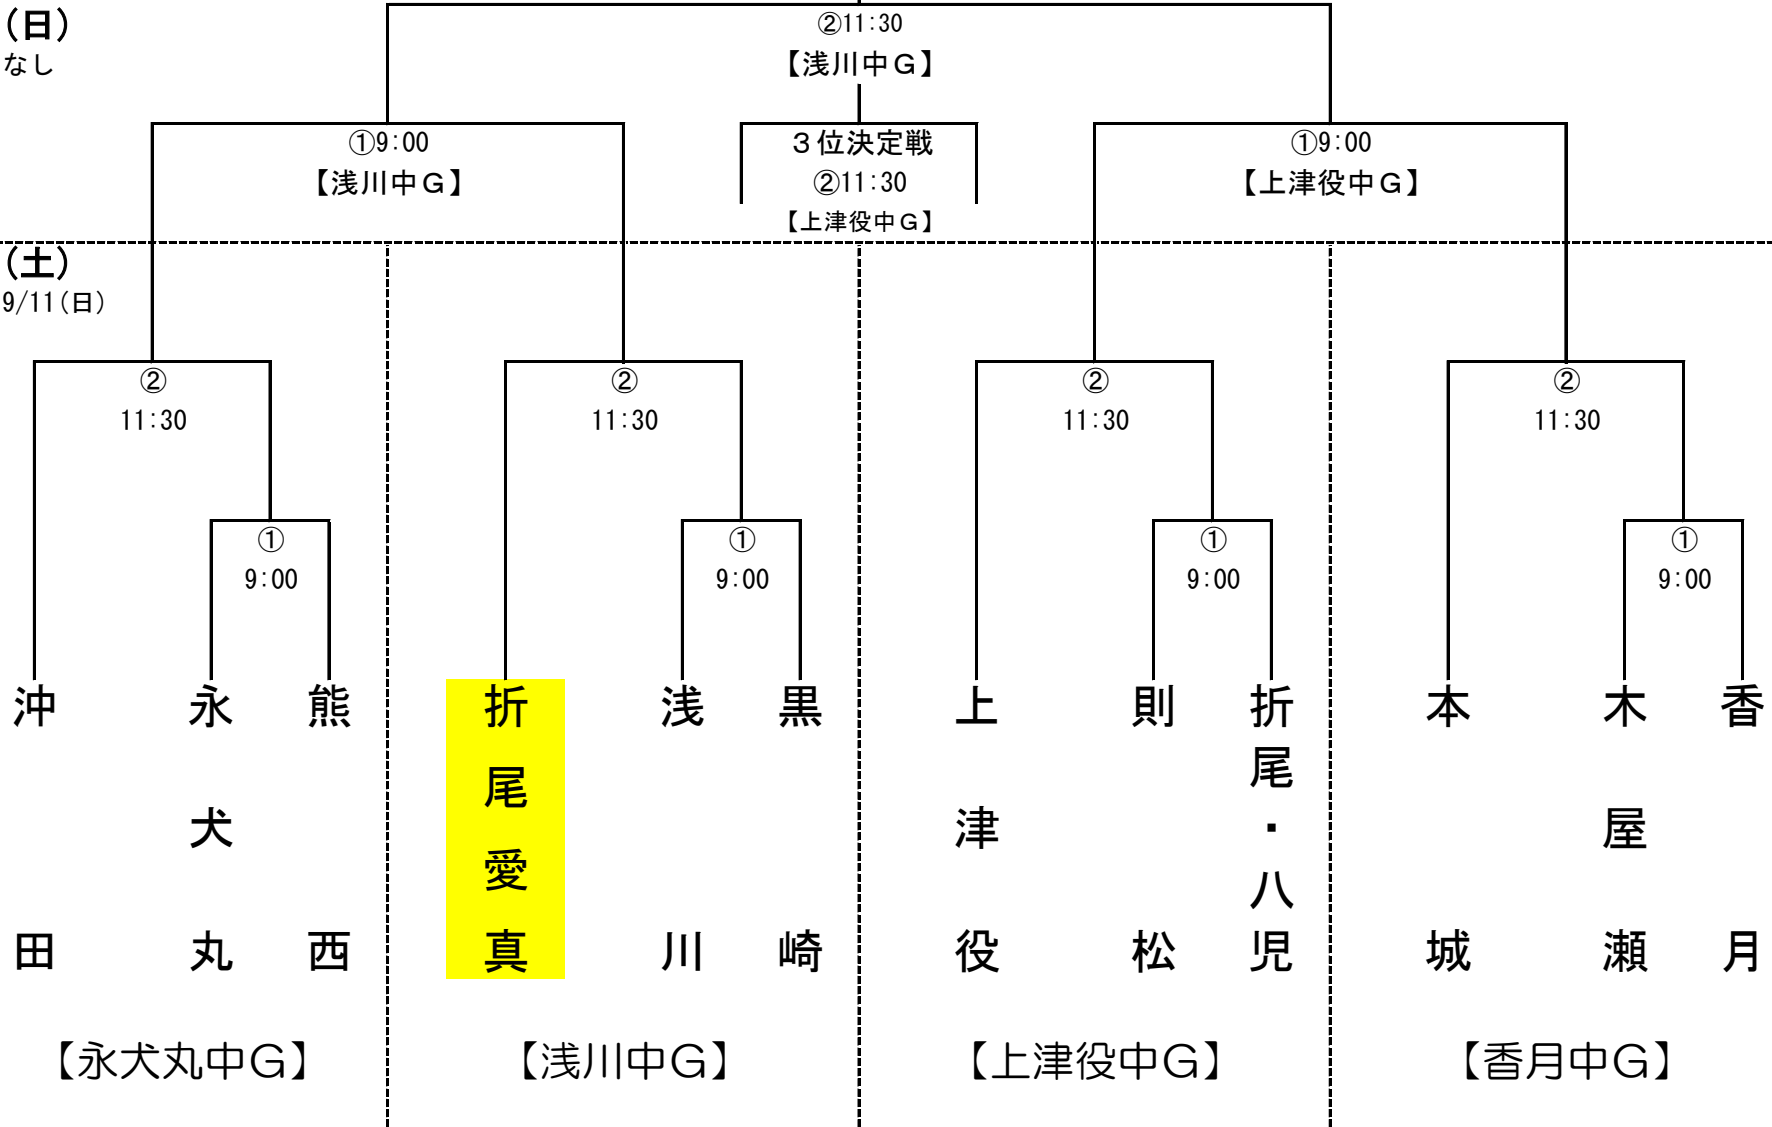 (日)
なし
②11:30
【浅川中Ｇ】
①9:00
【浅川中Ｇ】
３位決定戦
②11:30
【上津役中Ｇ】
①9:00
【上津役中Ｇ】
(土)
9/11(日)
②
11:30
②
11:30
②
11:30
②
11:30
①
9:00
①
9:00
①
9:00
①
9:00
沖田
永犬丸
熊西
折尾愛真
浅川
黒崎
上津役
則松
折尾・八児
本城
木屋瀬
香月
【永犬丸中Ｇ】
【浅川中Ｇ】
【上津役中Ｇ】
【香月中Ｇ】